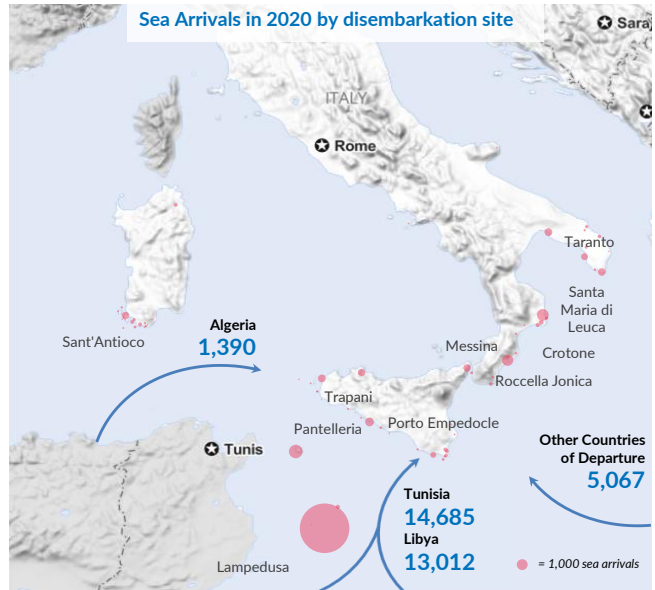 Sea Arrivals in 2020 by disembarkation site
Saraj
ITALY
Rome
Taranto
Santa
Maria di
Leuca
Algeria
1,390
Sant'Antioco
Messina
Crotone
Roccella Jonica
Trapani
Pantelleria
Porto Empedocle
Tunis
Other Countries
of Departure
5,067
Tunisia
14,685
Libya
13,012
Lampedusa
= 1,000 sea arrivals